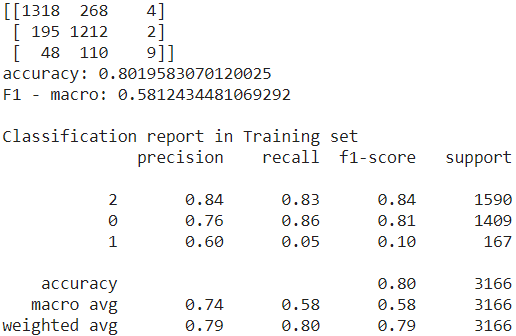 [[1318 268 4]
[ 195 1212 2]
[ 48 110 9]]
accuracy: 0.8019583070120025
F1 - macro: 0.5812434481069292
Classification report in Training set
precision recall f1-score support
2 0.84 0.83 0.84 1590
0 0.76 0.86 0.81 1409
1 0.60 0.05 0.10 167
accuracy 0.80 3166
macro avg 0.74 0.58 0.58 3166
weighted avg 0.79 0.80 0.79 3166